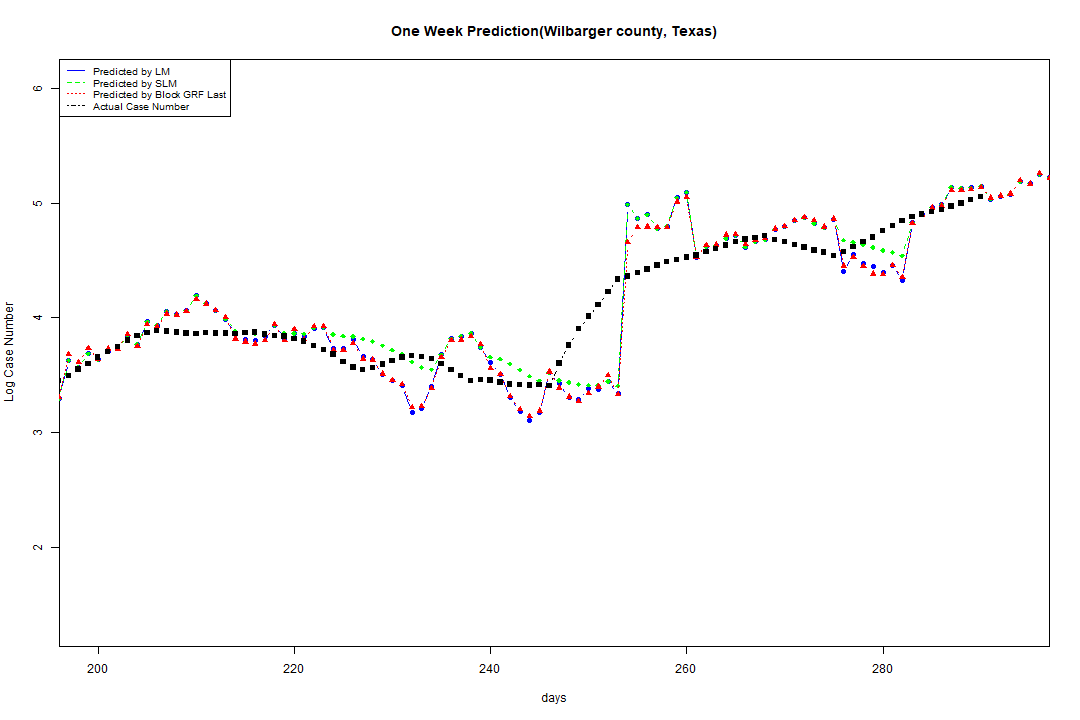 One Week Prediction(Wilbarger county, Texas)
Predicted by LM
Predicted by SLM
Predicted by Block GRF Last
Actual Case Number
6
5
4
3
2
Log Case Number
200 220 240 260 280
days